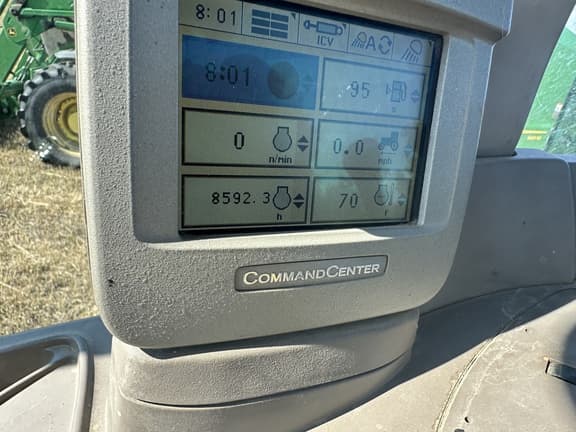 8:01
ICV
A
8:01
95
0
n/min
0.0
mph
8592.3
h
70
F
COMMANDCENTER